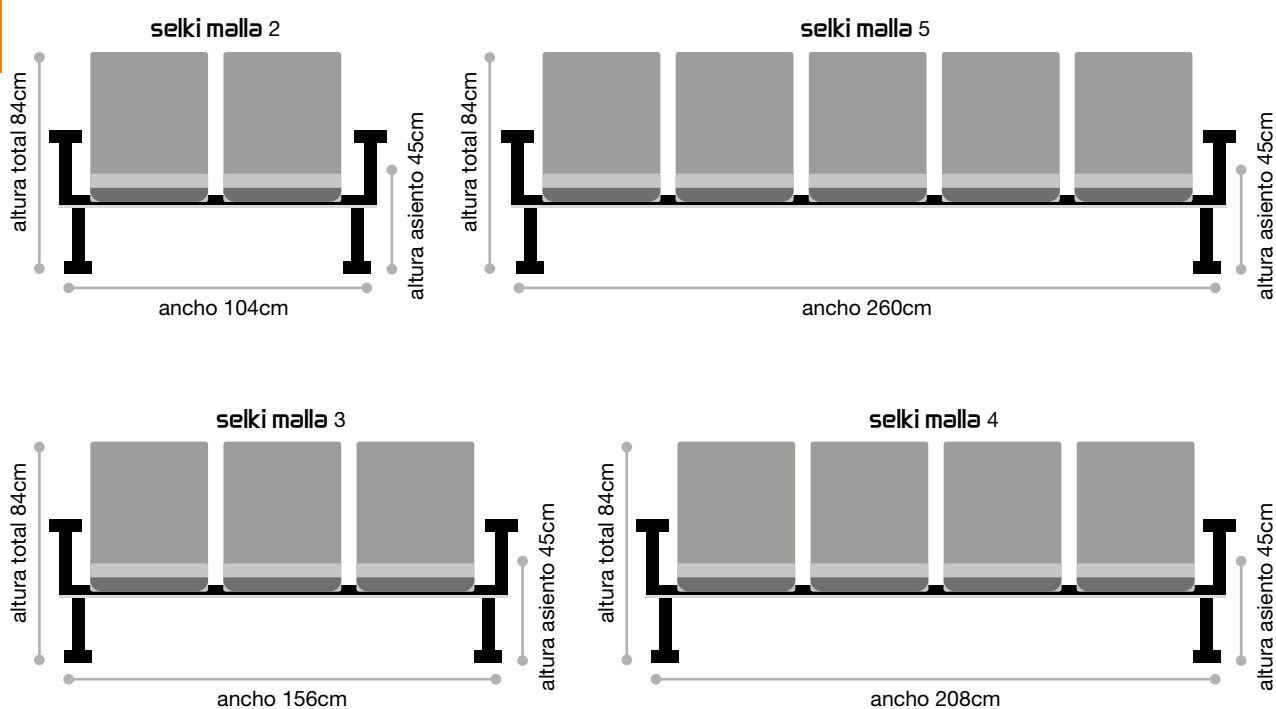 selki malla 2
altura total 84cm
altura asiento 45cm
ancho 104cm
selki malla 5
altura total 84cm
altura asiento 45cm
ancho 260cm
selki malla 3
altura total 84cm
altura asiento 45cm
ancho 156cm
selki malla 4
altura total 84cm
altura asiento 45cm
ancho 208cm